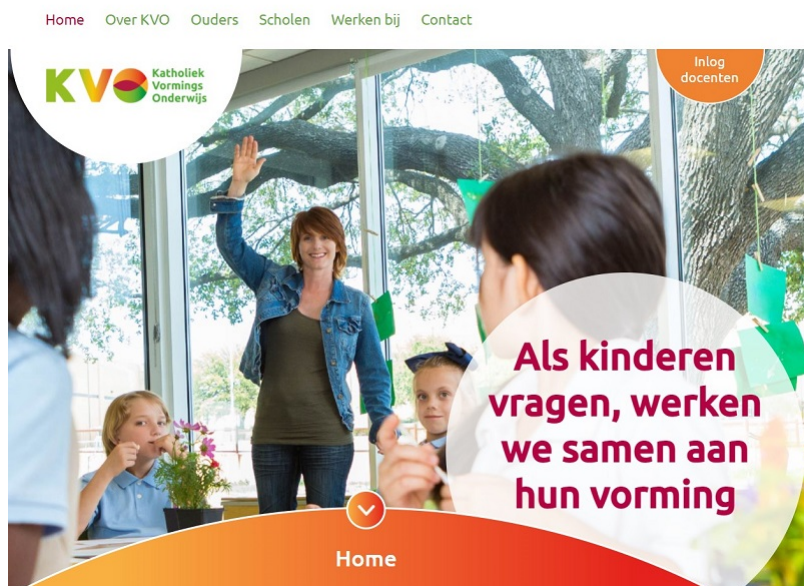 Home Over KVO Ouders Scholen Werken bij Contact
KVO Katholiek
Vormings
Onderwijs
Inlog
docenten
Als kinderen
vragen, werken
we samen aan
hun vorming
Home